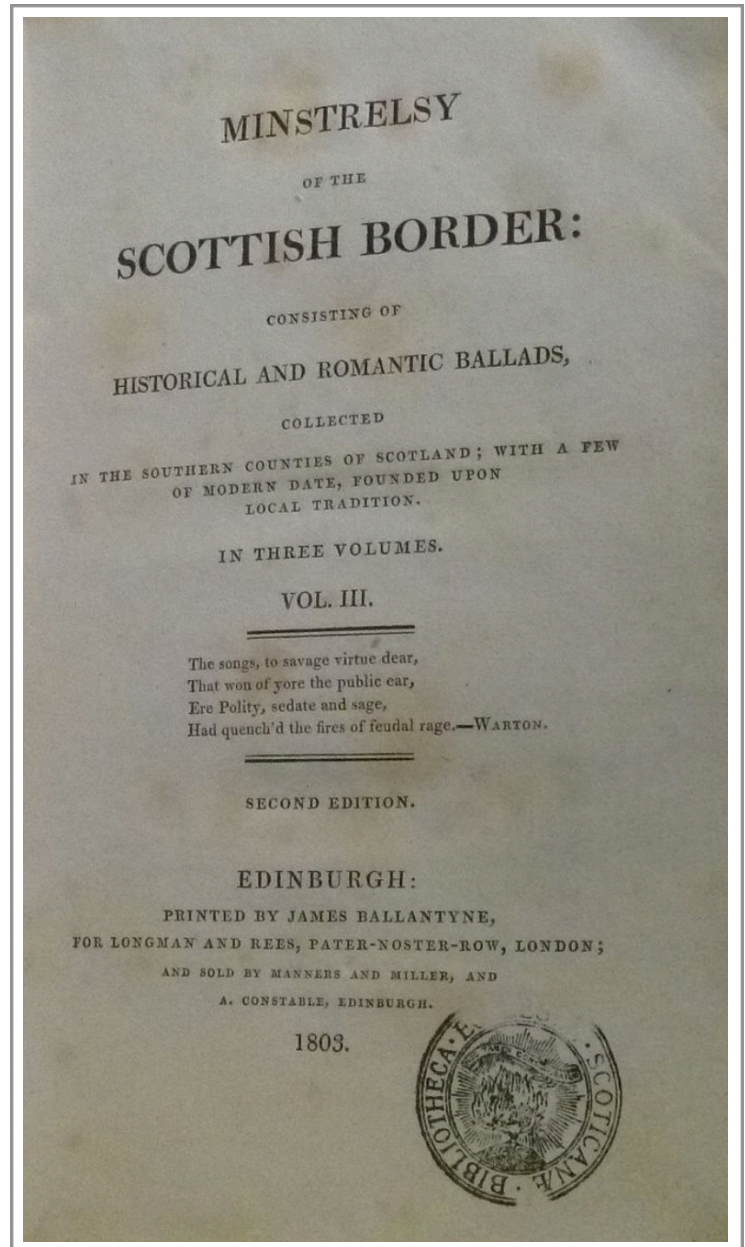 MINSTRELSY
OF THE
SCOTTISH BORDER:
CONSISTING OF
HISTORICAL AND ROMANTIC BALLADS,
COLLECTED
IN THE SOUTHERN COUNTIES OF SCOTLAND; WITH A FEW
OF MODERN DATE, FOUNDED UPON
LOCAL TRADITION.
IN THREE VOLUMES.
VOL. III.
The songs, to savage virtue dear,
That won of yore the public ear,
Ere Polity, sedate and sage,
Had quench'd the fires of feudal rage.—WARTON.
SECOND EDITION.
EDINBURGH:
PRINTED BY JAMES BALLANTYNE,
FOR LONGMAN AND REES, PATER-NOSTER-ROW, LONDON;
AND SOLD BY MANNERS AND MILLER, AND
A. CONSTABLE, EDINBURGH.
1803.
BIBLIOTHECA · SCOTICANÆ ·